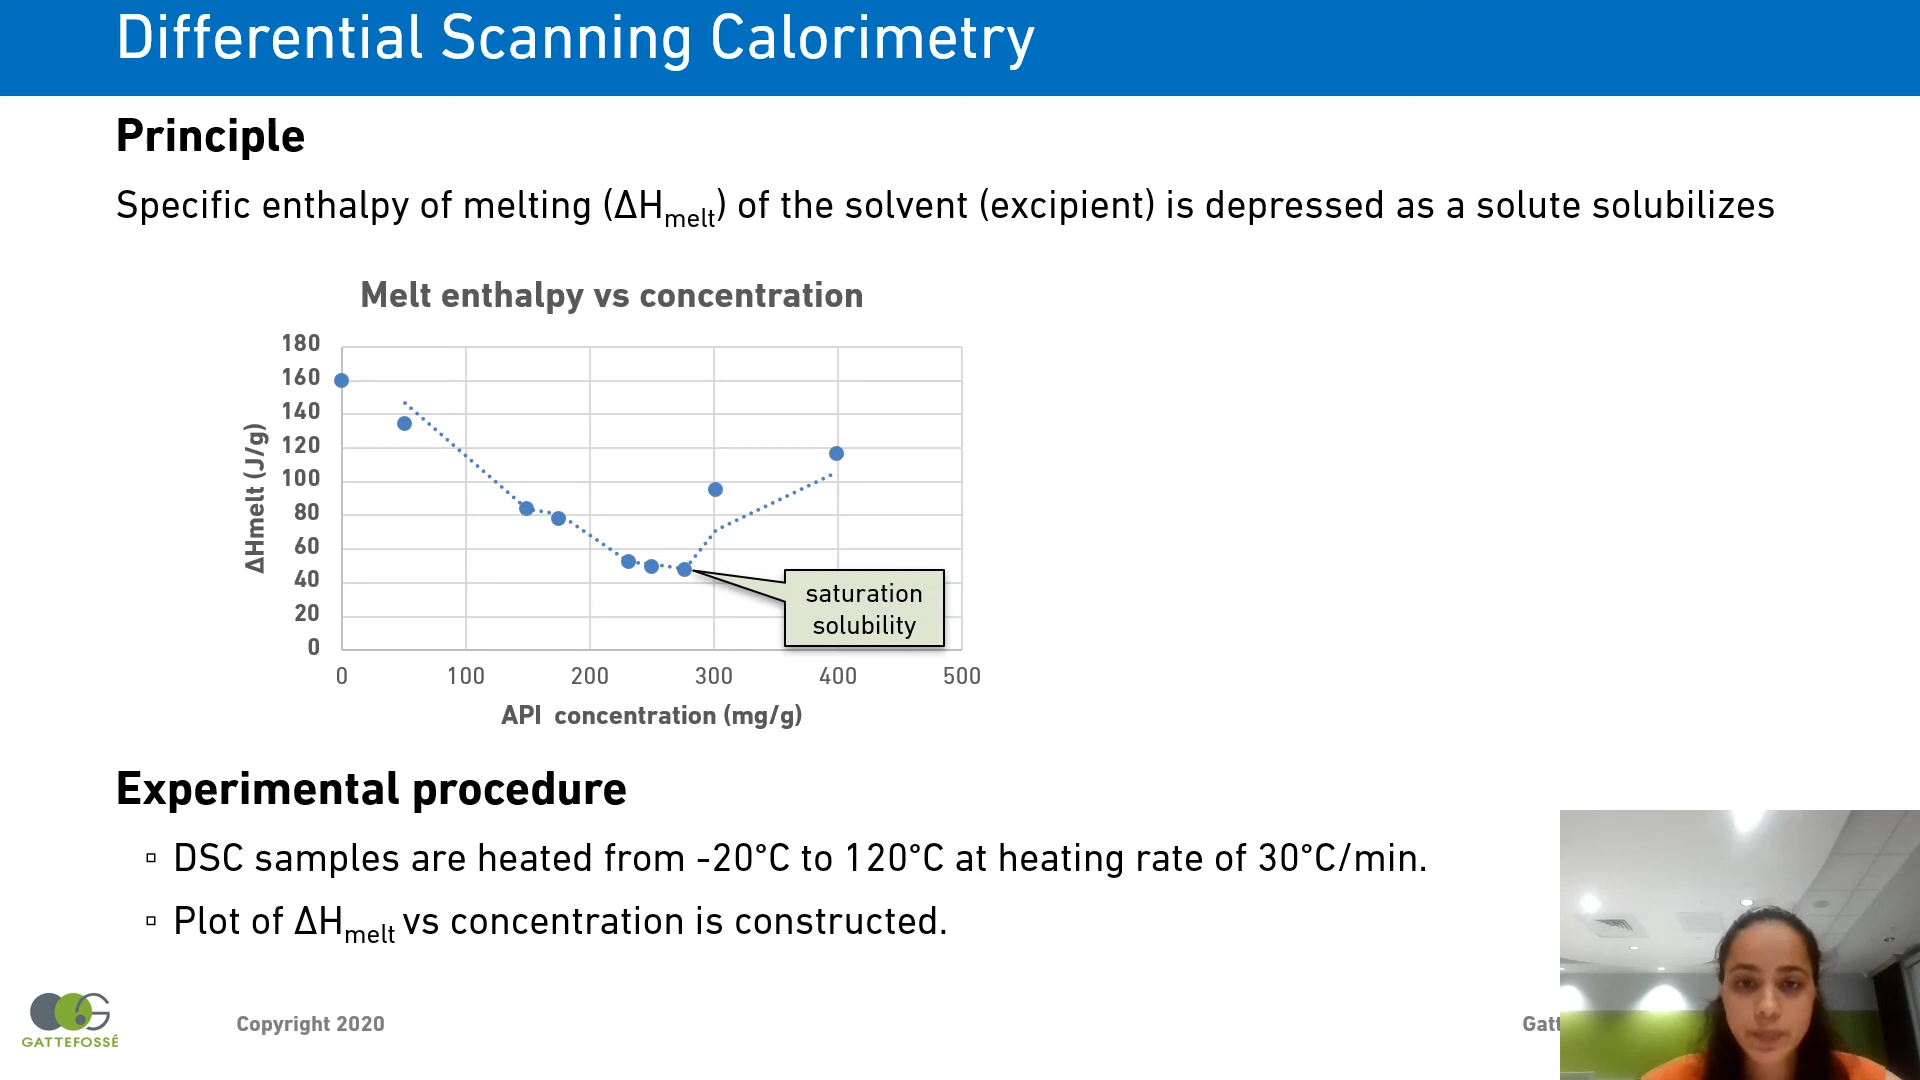 Differential Scanning Calorimetry
Principle
Specific enthalpy of melting (ΔHmelt) of the solvent (excipient) is depressed as a solute solubilizes
Melt enthalpy vs concentration
180
160
140
120
100
80
60
40
20
0
ΔHmelt (J/g)
saturation
solubility
0 100 200 300 400 500
API concentration (mg/g)
Experimental procedure
▫ DSC samples are heated from -20°C to 120°C at heating rate of 30°C/min.
▫ Plot of ΔHmelt vs concentration is constructed.
GATTEFOSSÉ
Copyright 2020